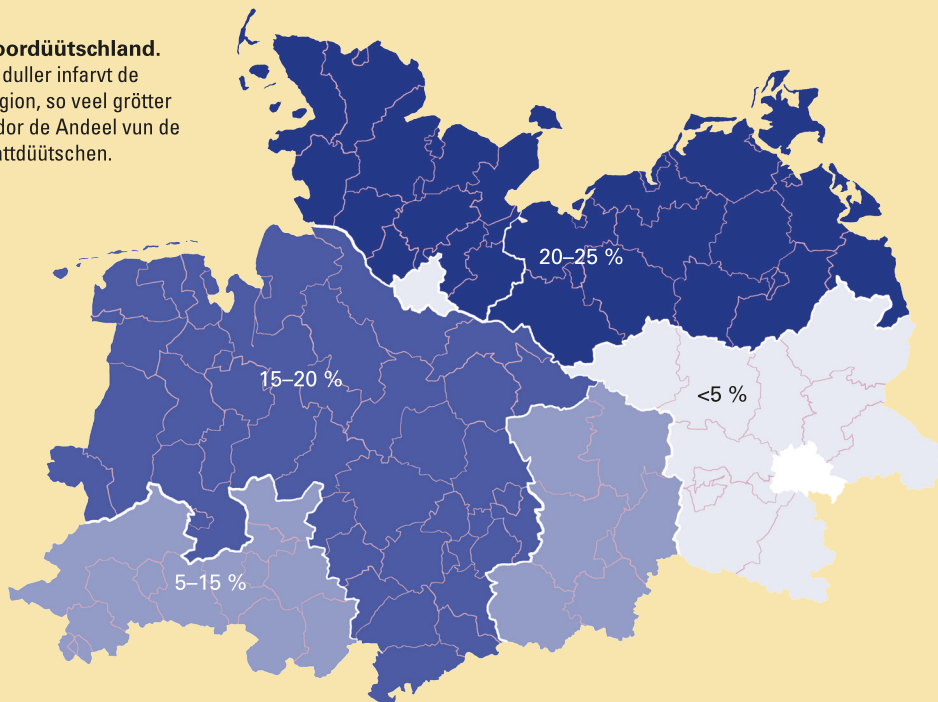 oordüütschland.
duller infarvt de
gion, so veel grötter
dor de Andeel vun de
attdüütschen.
20–25 %
15–20 %
<5 %
5–15 %